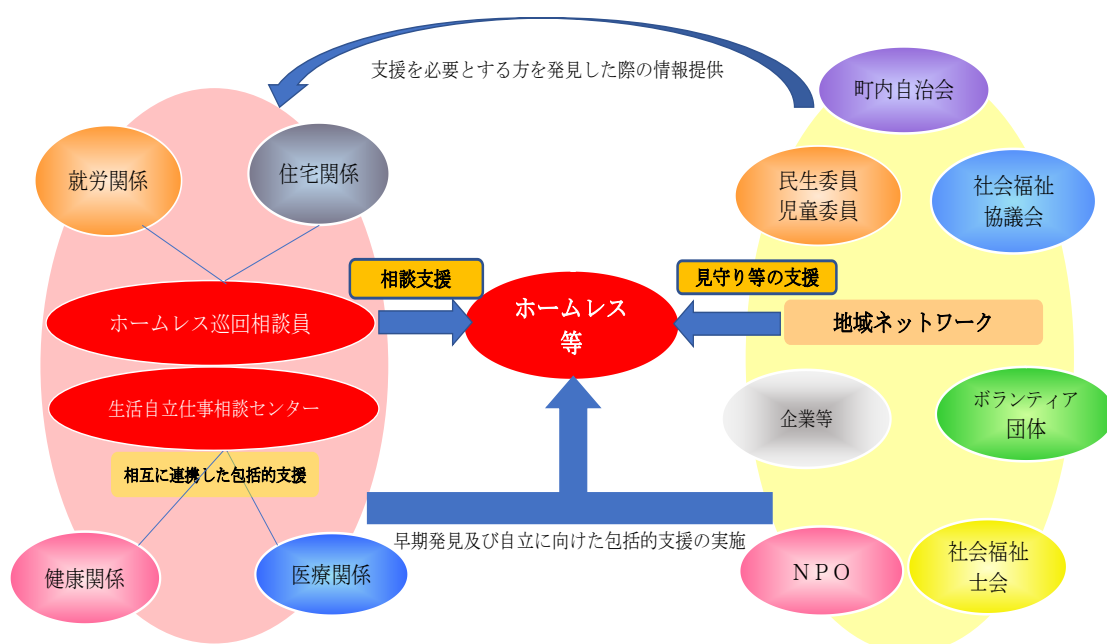 支援を必要とする方を発見した際の情報提供
町内自治会
就労関係
住宅関係
民生委員
児童委員
社会福祉
協議会
相談支援
見守り等の支援
ホームレス巡回相談員
ホームレス
等
地域ネットワーク
生活自立仕事相談センター
企業等
ボランティア
団体
相互に連携した包括的支援
早期発見及び自立に向けた包括的支援の実施
健康関係
医療関係
ＮＰＯ
社会福祉
士会